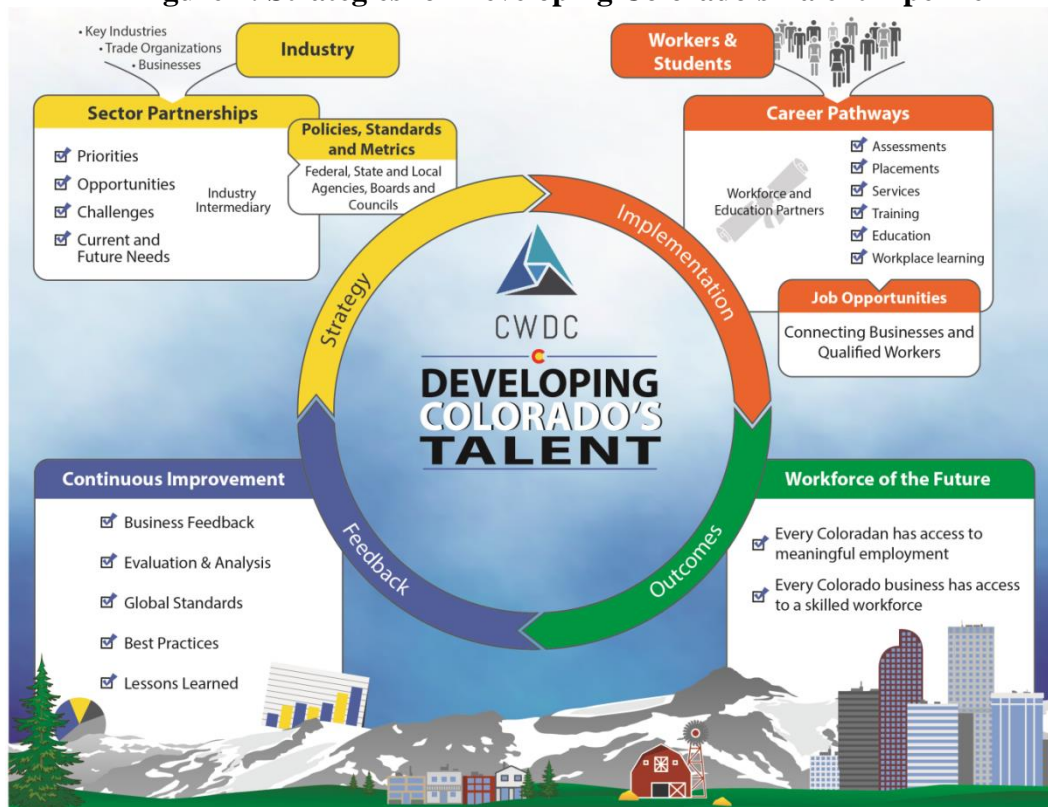 • Key Industries
• Trade Organizations
• Businesses
Industry
Workers &
Students
Sector Partnerships
Priorities
Opportunities
Challenges
Current and
Future Needs
Industry
Intermediary
Policies, Standards
and Metrics
Federal, State and Local
Agencies, Boards and
Councils
Career Pathways
Workforce and
Education Partners
Assessments
Placements
Services
Training
Education
Workplace learning
Job Opportunities
Connecting Businesses and
Qualified Workers
Strategy
Implementation
Outcomes
Feedback
CWDC
DEVELOPING
COLORADO'S
TALENT
Continuous Improvement
Business Feedback
Evaluation & Analysis
Global Standards
Best Practices
Lessons Learned
Workforce of the Future
Every Coloradan has access to
meaningful employment
Every Colorado business has access
to a skilled workforce